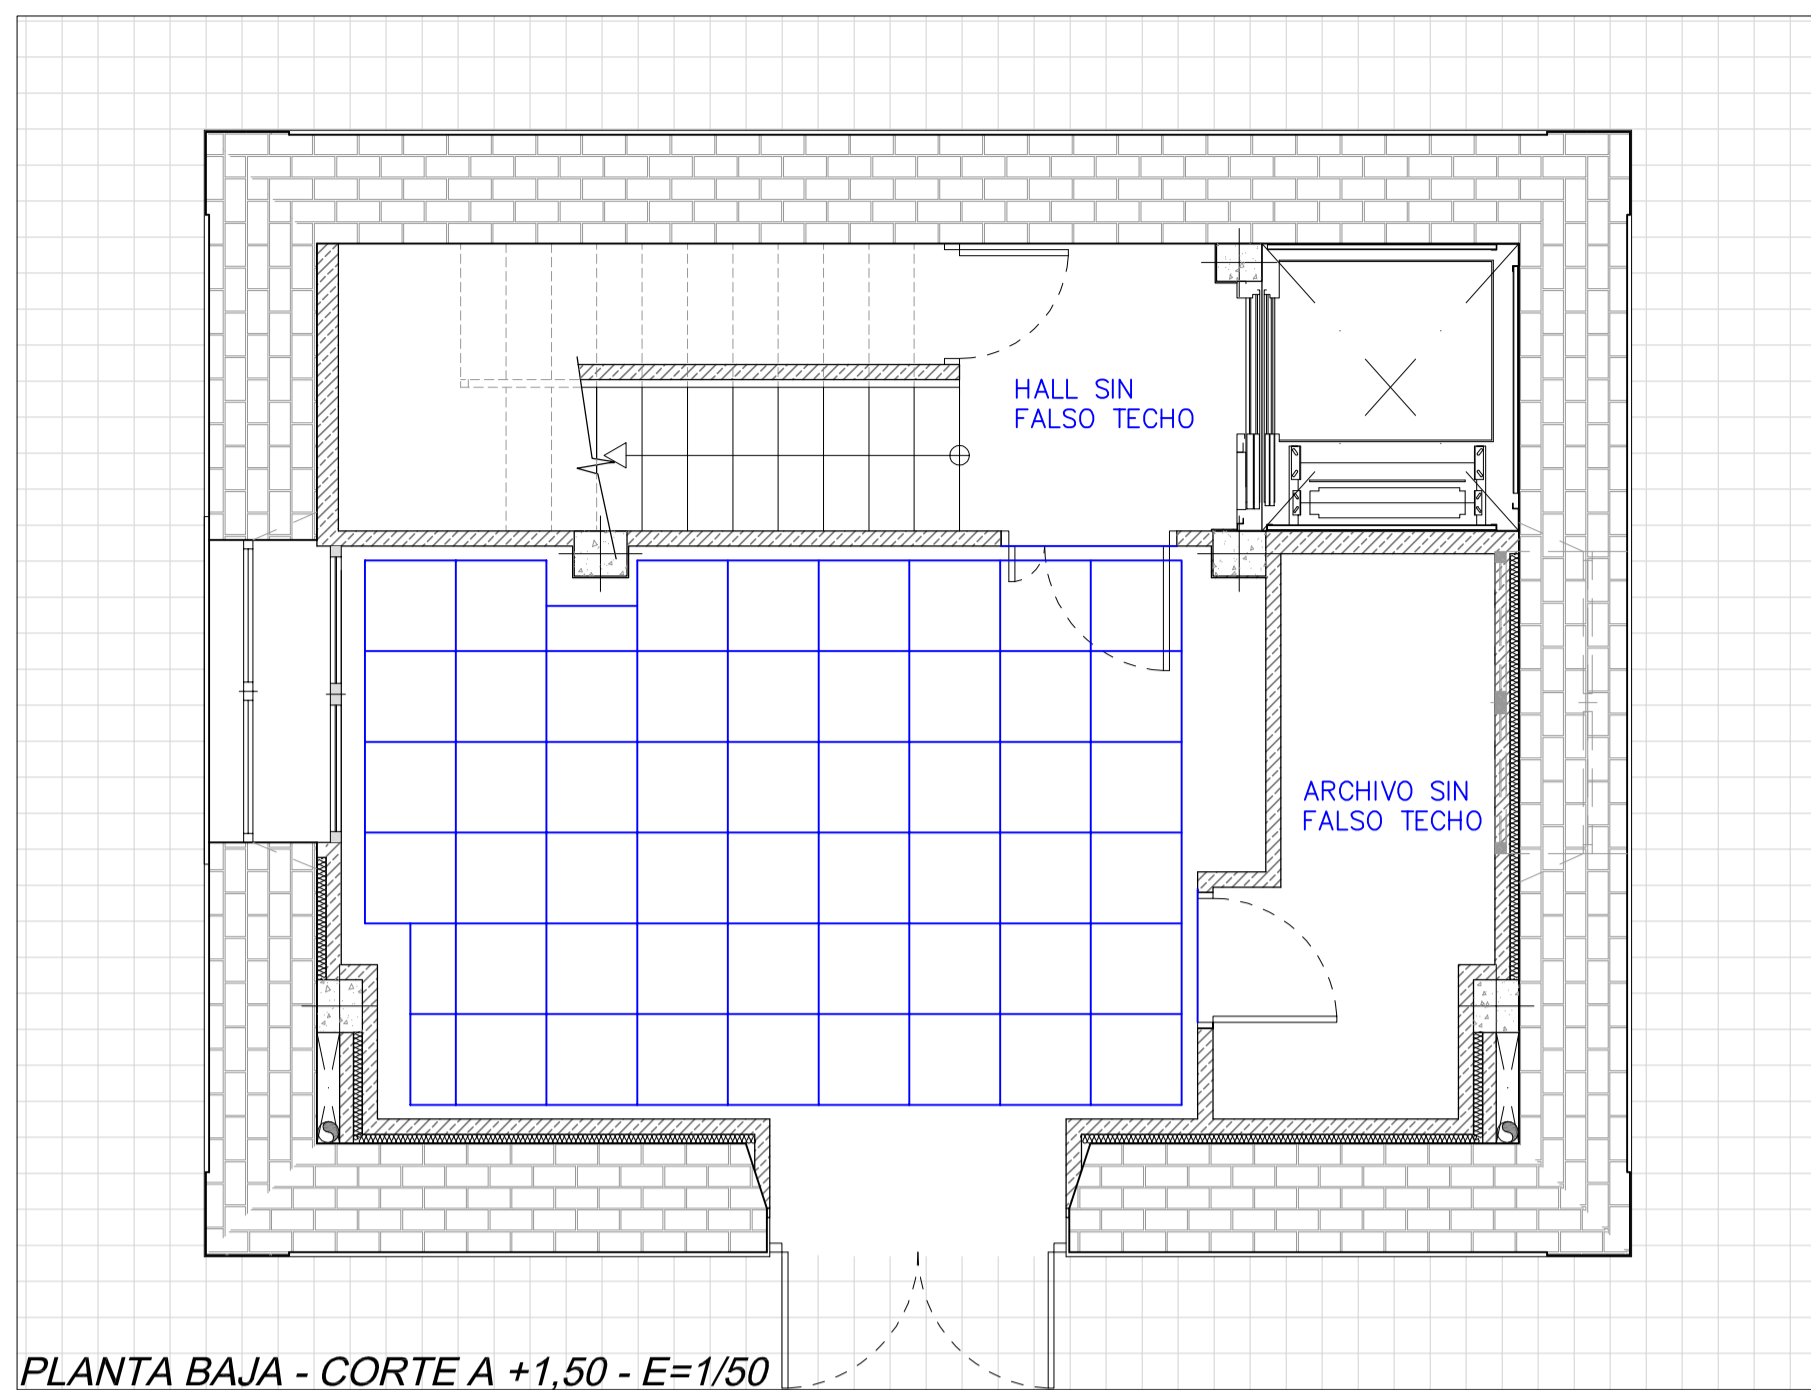 HALL SIN
FALSO TECHO
ARCHIVO SIN
FALSO TECHO
PLANTA BAJA - CORTE A +1,50 - E=1/50